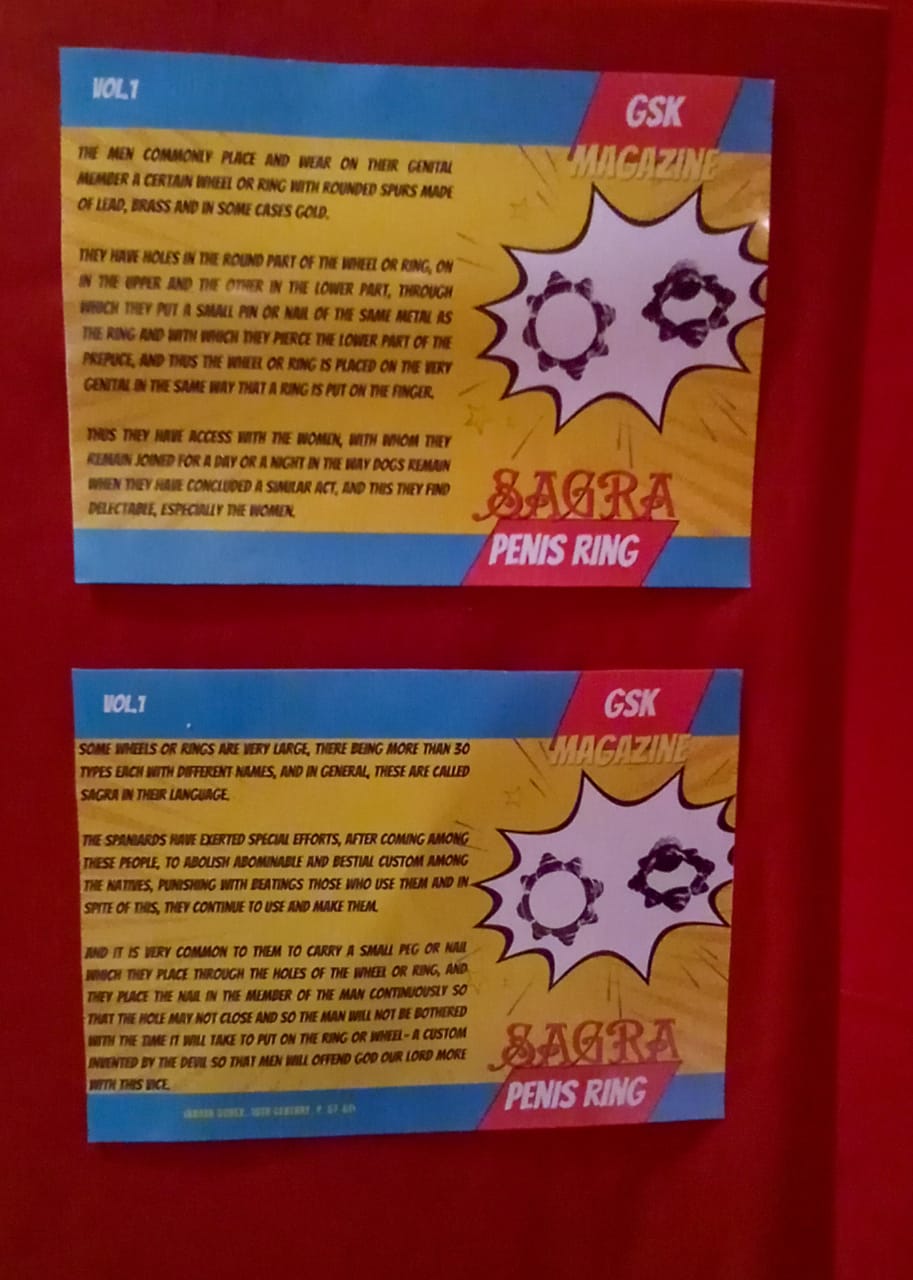 VOL.1
GSK
MAGAZINE
THE MEN COMMONLY PLACE AND WEAR ON THEIR GENITAL
MEMBER A CERTAIN WHEEL OR RING WITH ROUNDED SPURS MADE
OF LEAD, BRASS AND IN SOME CASES GOLD.
THEY HAVE HOLES IN THE ROUND PART OF THE WHEEL OR RING, ON
IN THE UPPER AND THE OTHER IN THE LOWER PART, THROUGH
WHICH THEY PUT A SMALL PIN OR NAIL OF THE SAME METAL AS
THE RING AND WITH WHICH THEY PIERCE THE LOWER PART OF THE
PREPUCE, AND THUS THE WHEEL OR RING IS PLACED ON THE VERY
GENITAL IN THE SAME WAY THAT A RING IS PUT ON THE FINGER.
THUS THEY HAVE ACCESS WITH THE WOMEN, WITH WHOM THEY
REMAIN JOINED FOR A DAY OR A NIGHT IN THE WAY DOGS REMAIN
WHEN THEY HAVE CONCLUDED A SIMILAR ACT, AND THIS THEY FIND
DELECTABLE, ESPECIALLY THE WOMEN.
SAGRA
PENIS RING
VOL.1
GSK
MAGAZINE
SOME WHEELS OR RINGS ARE VERY LARGE, THERE BEING MORE THAN 30
TYPES EACH WITH DIFFERENT NAMES, AND IN GENERAL, THESE ARE CALLED
SAGRA IN THEIR LANGUAGE.
THE SPANIARDS HAVE EXERTED SPECIAL EFFORTS, AFTER COMING AMONG
THESE PEOPLE, TO ABOLISH ABOMINABLE AND BESTIAL CUSTOM AMONG
THE NATIVES, PUNISHING WITH BEATINGS THOSE WHO USE THEM AND IN
SPITE OF THIS, THEY CONTINUE TO USE AND MAKE THEM.
AND IT IS VERY COMMON TO THEM TO CARRY A SMALL PEG OR NAIL
WHICH THEY PLACE THROUGH THE HOLES OF THE WHEEL OR RING, AND
THEY PLACE THE NAIL IN THE MEMBER OF THE MAN CONTINUOUSLY SO
THAT THE HOLE MAY NOT CLOSE AND SO THE MAN WILL NOT BE BOTHERED
WITH THE TIME IT WILL TAKE TO PUT ON THE RING OR WHEEL- A CUSTOM
INVENTED BY THE DEVIL SO THAT MEN WILL OFFEND GOD OUR LORD MORE
WITH THIS VICE.
SAGRA
PENIS RING
CODEX, 16TH CENTURY, P.